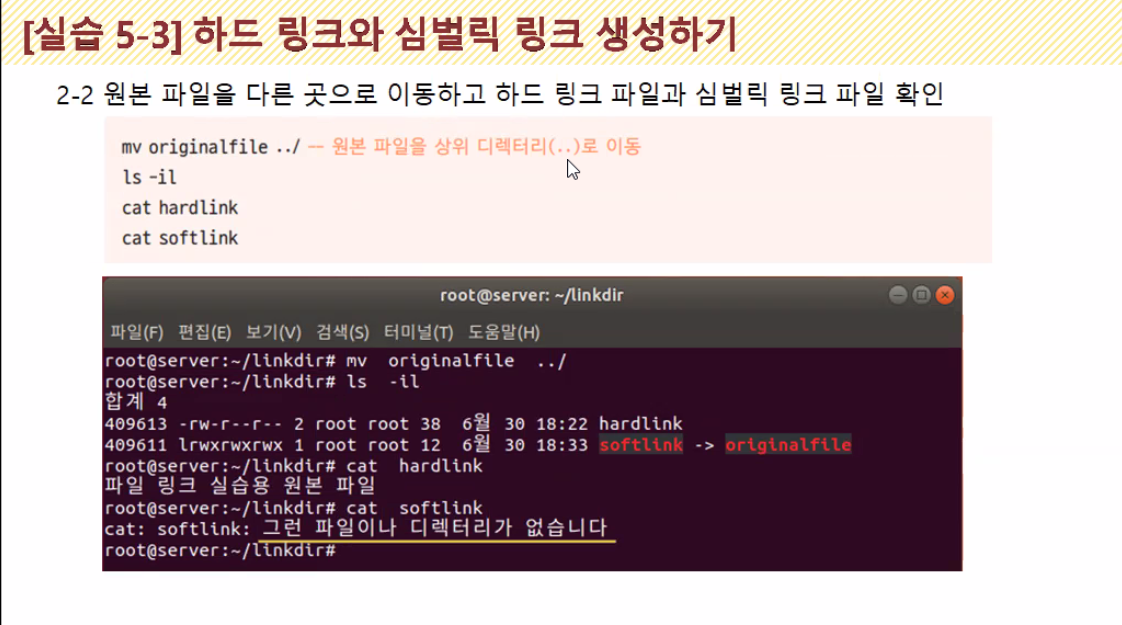 [실습 5-3] 하드 링크와 심벌릭 링크 생성하기
2-2 원본 파일을 다른 곳으로 이동하고 하드 링크 파일과 심벌릭 링크 파일 확인
mv originalfile ../ -- 원본 파일을 상위 디렉터리(..)로 이동
ls -il
cat hardlink
cat softlink
root@server: ~/linkdir
파일(F) 편집(E) 보기(V) 검색(S) 터미널(T) 도움말(H)
root@server:~/linkdir# mv  originalfile  ../
root@server:~/linkdir# ls  -il
합계 4
409613 -rw-r--r-- 2 root root 38  6월 30 18:22 hardlink
409611 lrwxrwxrwx 1 root root 12  6월 30 18:33 softlink -> originalfile
root@server:~/linkdir# cat  hardlink
파일 링크 실습용 원본 파일
root@server:~/linkdir# cat  softlink
cat: softlink: 그런 파일이나 디렉터리가 없습니다
root@server:~/linkdir#